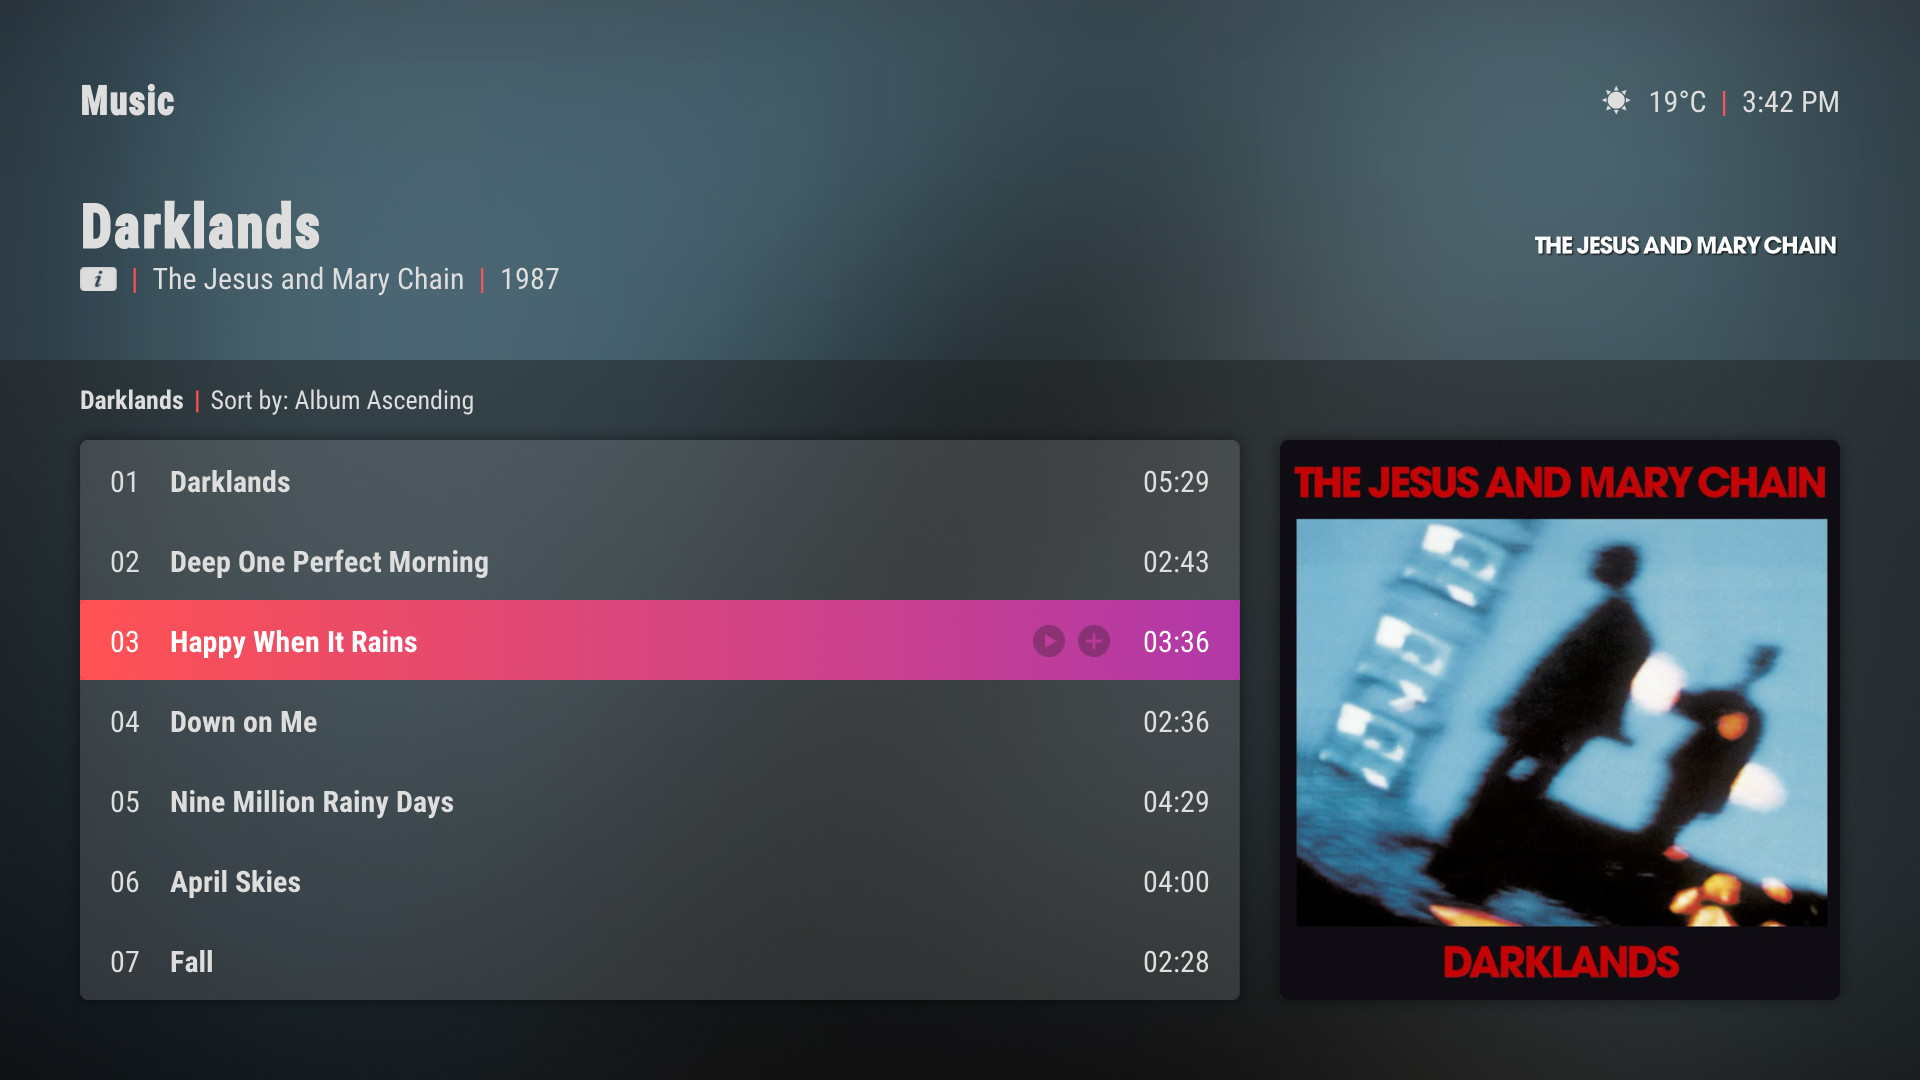 Music
19°C | 3:42 PM
Darklands
THE JESUS AND MARY CHAIN
i | The Jesus and Mary Chain | 1987
Darklands | Sort by: Album Ascending
01 Darklands 05:29
02 Deep One Perfect Morning 02:43
03 Happy When It Rains 03:36
04 Down on Me 02:36
05 Nine Million Rainy Days 04:29
06 April Skies 04:00
07 Fall 02:28
THE JESUS AND MARY CHAIN
DARKLANDS